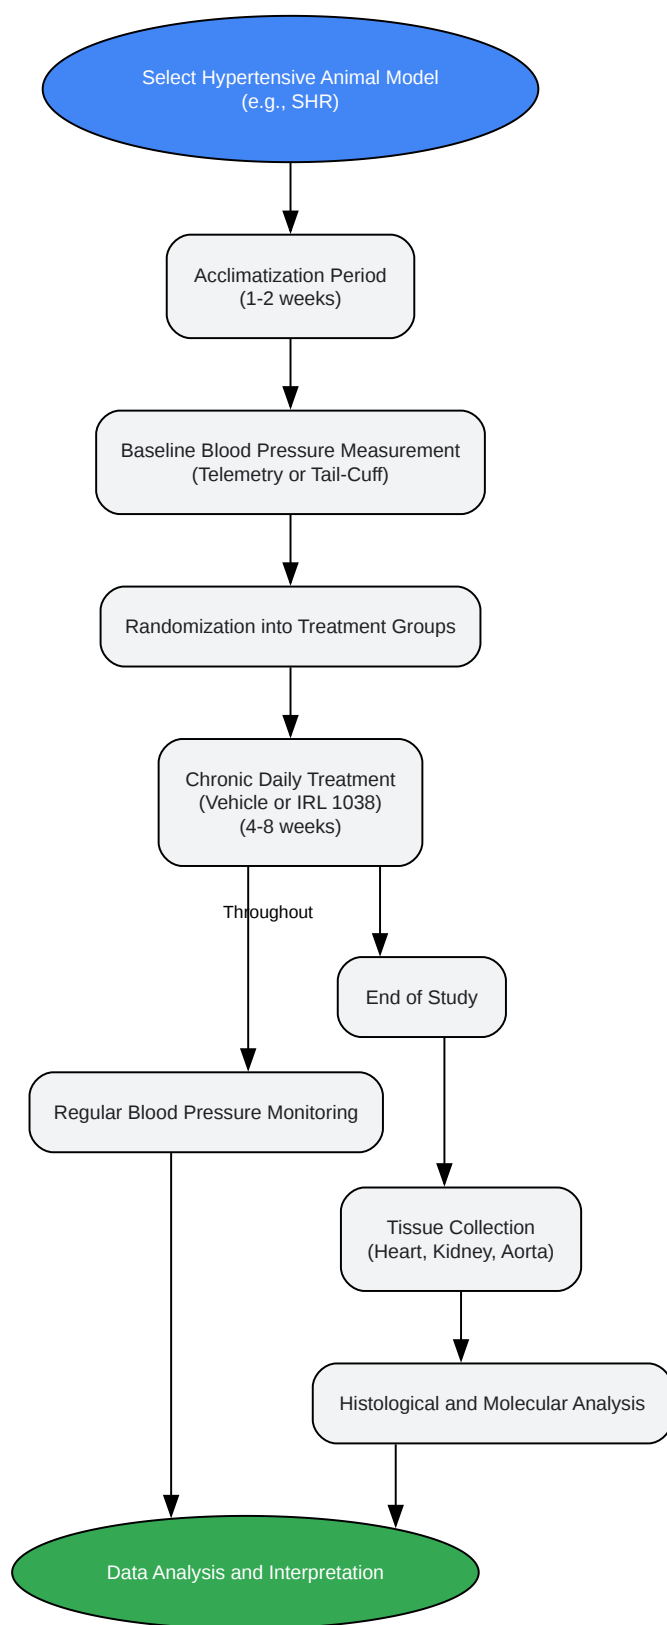 Select Hypertensive Animal Model
(e.g., SHR)
Acclimatization Period
(1-2 weeks)
Baseline Blood Pressure Measurement
(Telemetry or Tail-Cuff)
Randomization into Treatment Groups
Chronic Daily Treatment
(Vehicle or IRL 1038)
(4-8 weeks)
Throughout
End of Study
Regular Blood Pressure Monitoring
Tissue Collection
(Heart, Kidney, Aorta)
Histological and Molecular Analysis
Data Analysis and Interpretation